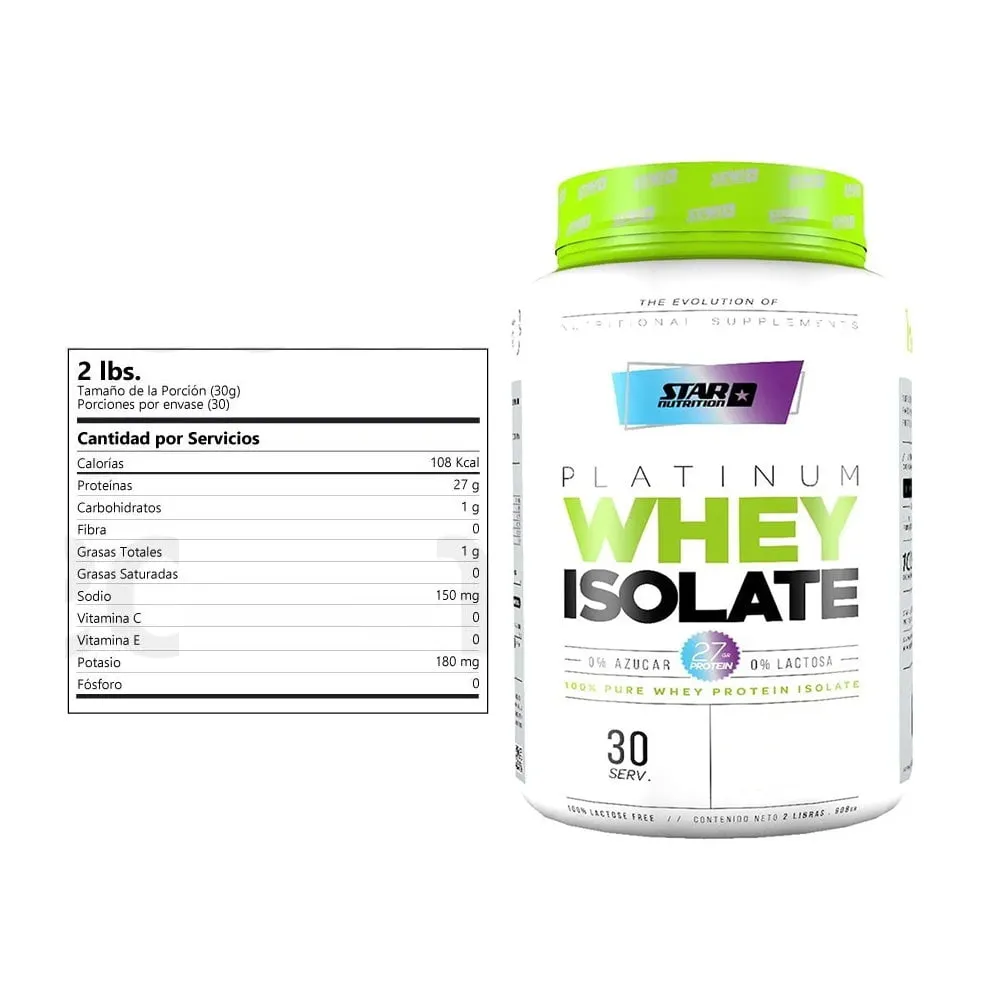 2 lbs.
Tamaño de la Porción (30g)
Porciones por envase (30)
Cantidad por Servicios
Calorías 108 Kcal
Proteínas 27 g
Carbohidratos 1 g
Fibra 0
Grasas Totales 1 g
Grasas Saturadas 0
Sodio 150 mg
Vitamina C 0
Vitamina E 0
Potasio 180 mg
Fósforo 0
THE EVOLUTION OF
NUTRITIONAL SUPPLEMENTS
STAR
NUTRITION
PLATINUM
WHEY
ISOLATE
0% AZUCAR
27 GR
PROTEIN
0% LACTOSA
100% PURE WHEY PROTEIN ISOLATE
30
SERV.
100% LACTOSE FREE // CONTENIDO NETO 2 LIBRAS . 908GR